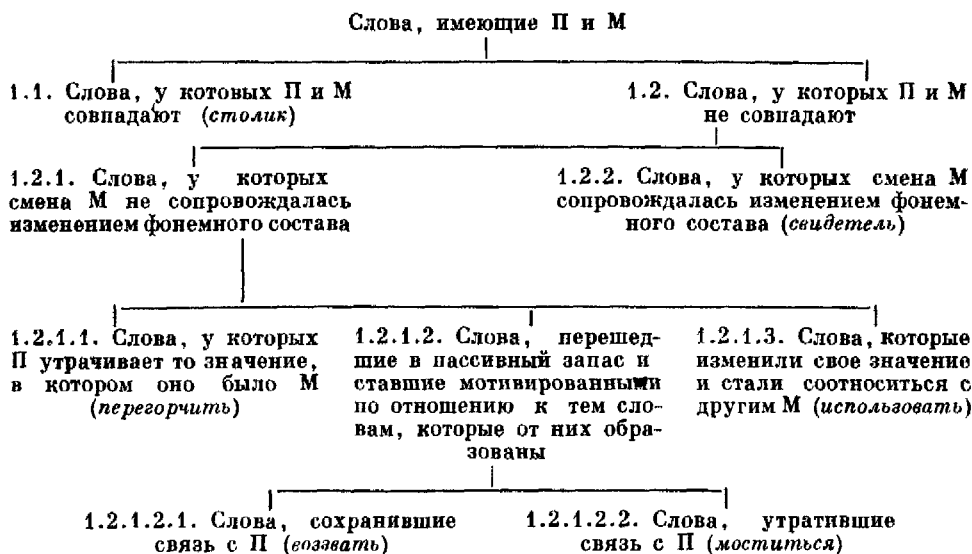 Слова, имеющие П и М
1.1. Слова, у котовых П и М
совпадают (столик)
1.2. Слова, у которых П и М
не совпадают
1.2.1. Слова, у которых
смена М не сопровождалась
изменением фонемного состава
1.2.2. Слова, у которых смена М
сопровождалась изменением фонем-
ного состава (свидетель)
1.2.1.1. Слова, у которых
П утрачивает то значение,
в котором оно было М
(перегорчить)
1.2.1.2. Слова, перешед-
шие в пассивный запас и
ставшие мотивированными
по отношению к тем сло-
вам, которые от них обра-
зованы
1.2.1.3. Слова, которые
изменили свое значение
и стали соотноситься с
другим М (использовать)
1.2.1.2.1. Слова, сохранившие
связь с П (воззвать)
1.2.1.2.2. Слова, утратившие
связь с П (моститься)